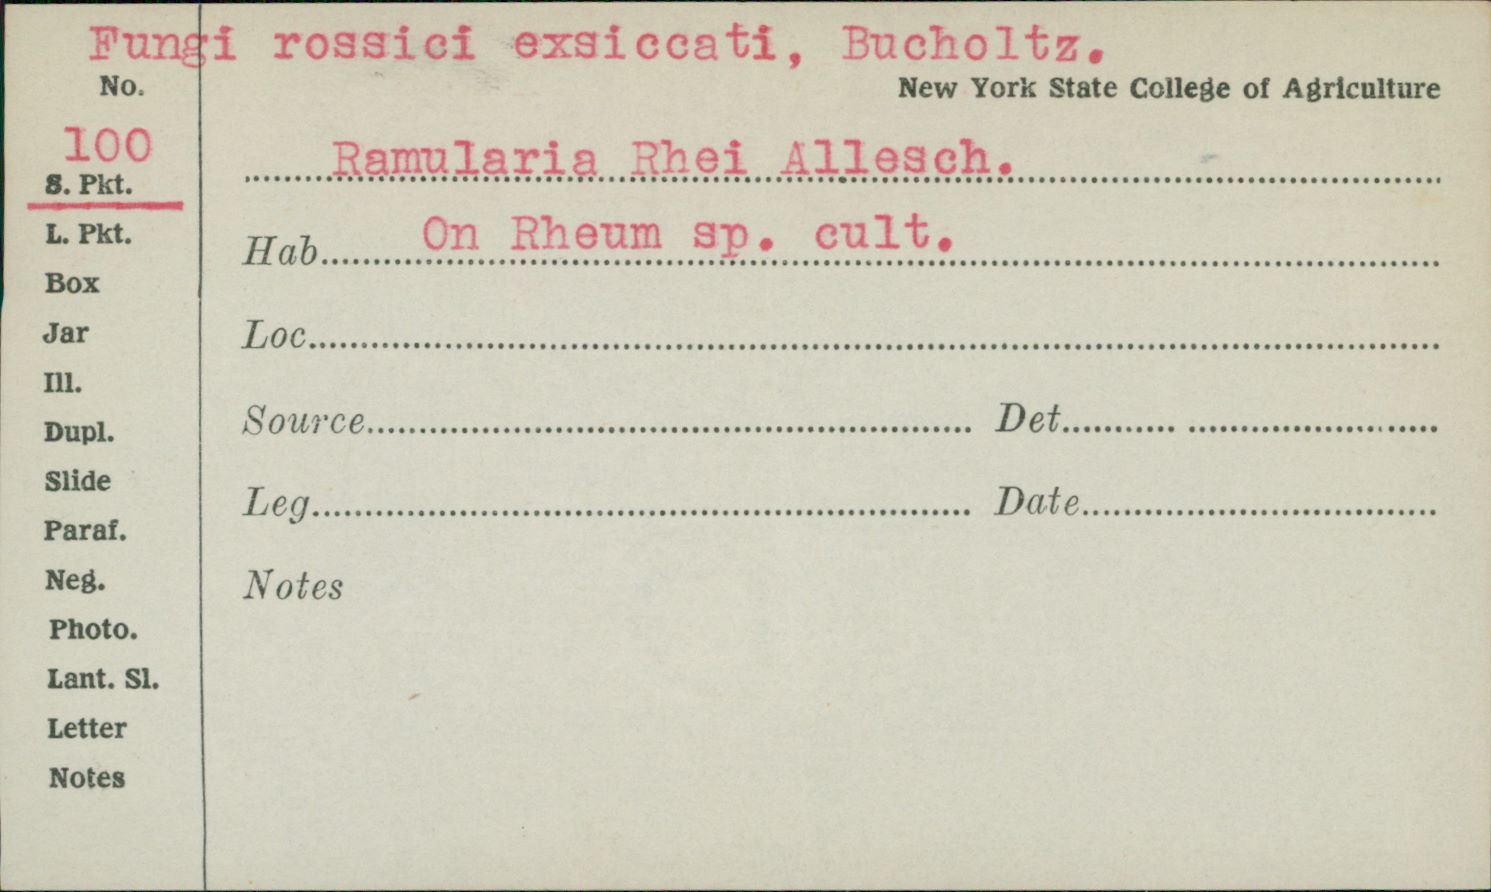 Fungi rossici exsiccati, Bucholtz.
No.
New York State College of Agriculture
100
Ramularia Rhei Allesch.
S. Pkt.
L. Pkt.
Hab. On Rheum sp. cult.
Box
Jar
Loc.
Ill.
Dupl.
Source Det.
Slide
Leg. Date
Paraf.
Neg.
Notes
Photo.
Lant. Sl.
Letter
Notes